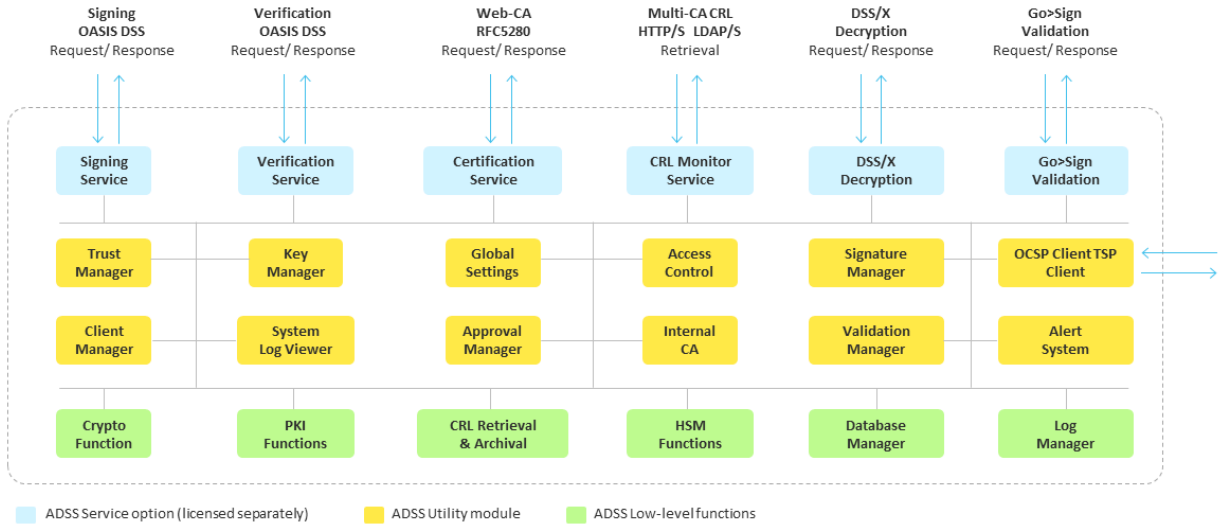 Signing
OASIS DSS
Request/ Response
Verification
OASIS DSS
Request/ Response
Web-CA
RFC5280
Request/ Response
Multi-CA CRL
HTTP/S LDAP/S
Retrieval
DSS/X
Decryption
Request/ Response
Go>Sign
Validation
Request/ Response
Signing
Service
Verification
Service
Certification
Service
CRL Monitor
Service
DSS/X
Decryption
Go>Sign
Validation
Trust
Manager
Key
Manager
Global
Settings
Access
Control
Signature
Manager
OCSP Client TSP
Client
Client
Manager
System
Log Viewer
Approval
Manager
Internal
CA
Validation
Manager
Alert
System
Crypto
Function
PKI
Functions
CRL Retrieval
& Archival
HSM
Functions
Database
Manager
Log
Manager
ADSS Service option (licensed separately)
ADSS Utility module
ADSS Low-level functions